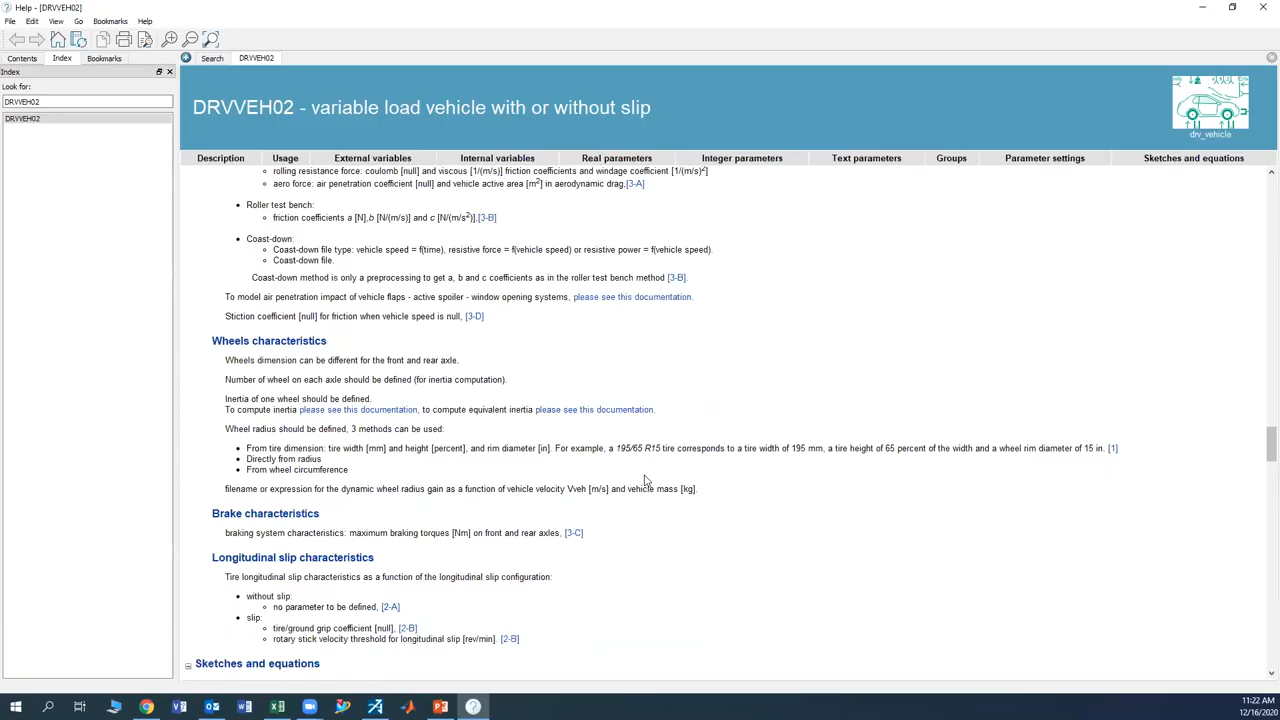 Help - [DRVVEH02]
File Edit View Go Bookmarks Help
Contents Index Bookmarks Search DRVVEH02
Index
Look for:
DRVVEH02
DRVVEH02
DRVVEH02 - variable load vehicle with or without slip
drv_vehicle
Description Usage External variables Internal variables Real parameters Integer parameters Text parameters Groups Parameter settings Sketches and equations
rolling resistance force: coulomb [null] and viscous [1/(m/s)] friction coefficients and windage coefficient [1/(m/s)²]
aero force: air penetration coefficient [null] and vehicle active area [m²] in aerodynamic drag,[3-A]
Roller test bench:
friction coefficients a [N],b [N/(m/s)] and c [N/(m/s²)],[3-B]
Coast-down:
Coast-down file type: vehicle speed = f(time), resistive force = f(vehicle speed) or resistive power = f(vehicle speed).
Coast-down file.
Coast-down method is only a preprocessing to get a, b and c coefficients as in the roller test bench method [3-B].
To model air penetration impact of vehicle flaps - active spoiler - window opening systems, please see this documentation.
Stiction coefficient [null] for friction when vehicle speed is null, [3-D]
Wheels characteristics
Wheels dimension can be different for the front and rear axle.
Number of wheel on each axle should be defined (for inertia computation).
Inertia of one wheel should be defined.
To compute inertia please see this documentation, to compute equivalent inertia please see this documentation.
Wheel radius should be defined, 3 methods can be used:
From tire dimension: tire width [mm] and height [percent], and rim diameter [in]. For example, a 195/65 R15 tire corresponds to a tire width of 195 mm, a tire height of 65 percent of the width and a wheel rim diameter of 15 in. [1]
Directly from radius
From wheel circumference
filename or expression for the dynamic wheel radius gain as a function of vehicle velocity Vveh [m/s] and vehicle mass [kg].
Brake characteristics
braking system characteristics: maximum braking torques [Nm] on front and rear axles, [3-C]
Longitudinal slip characteristics
Tire longitudinal slip characteristics as a function of the longitudinal slip configuration:
without slip:
no parameter to be defined, [2-A]
slip:
tire/ground grip coefficient [null], [2-B]
rotary stick velocity threshold for longitudinal slip [rev/min]. [2-B]
Sketches and equations
11:22 AM
12/16/2020